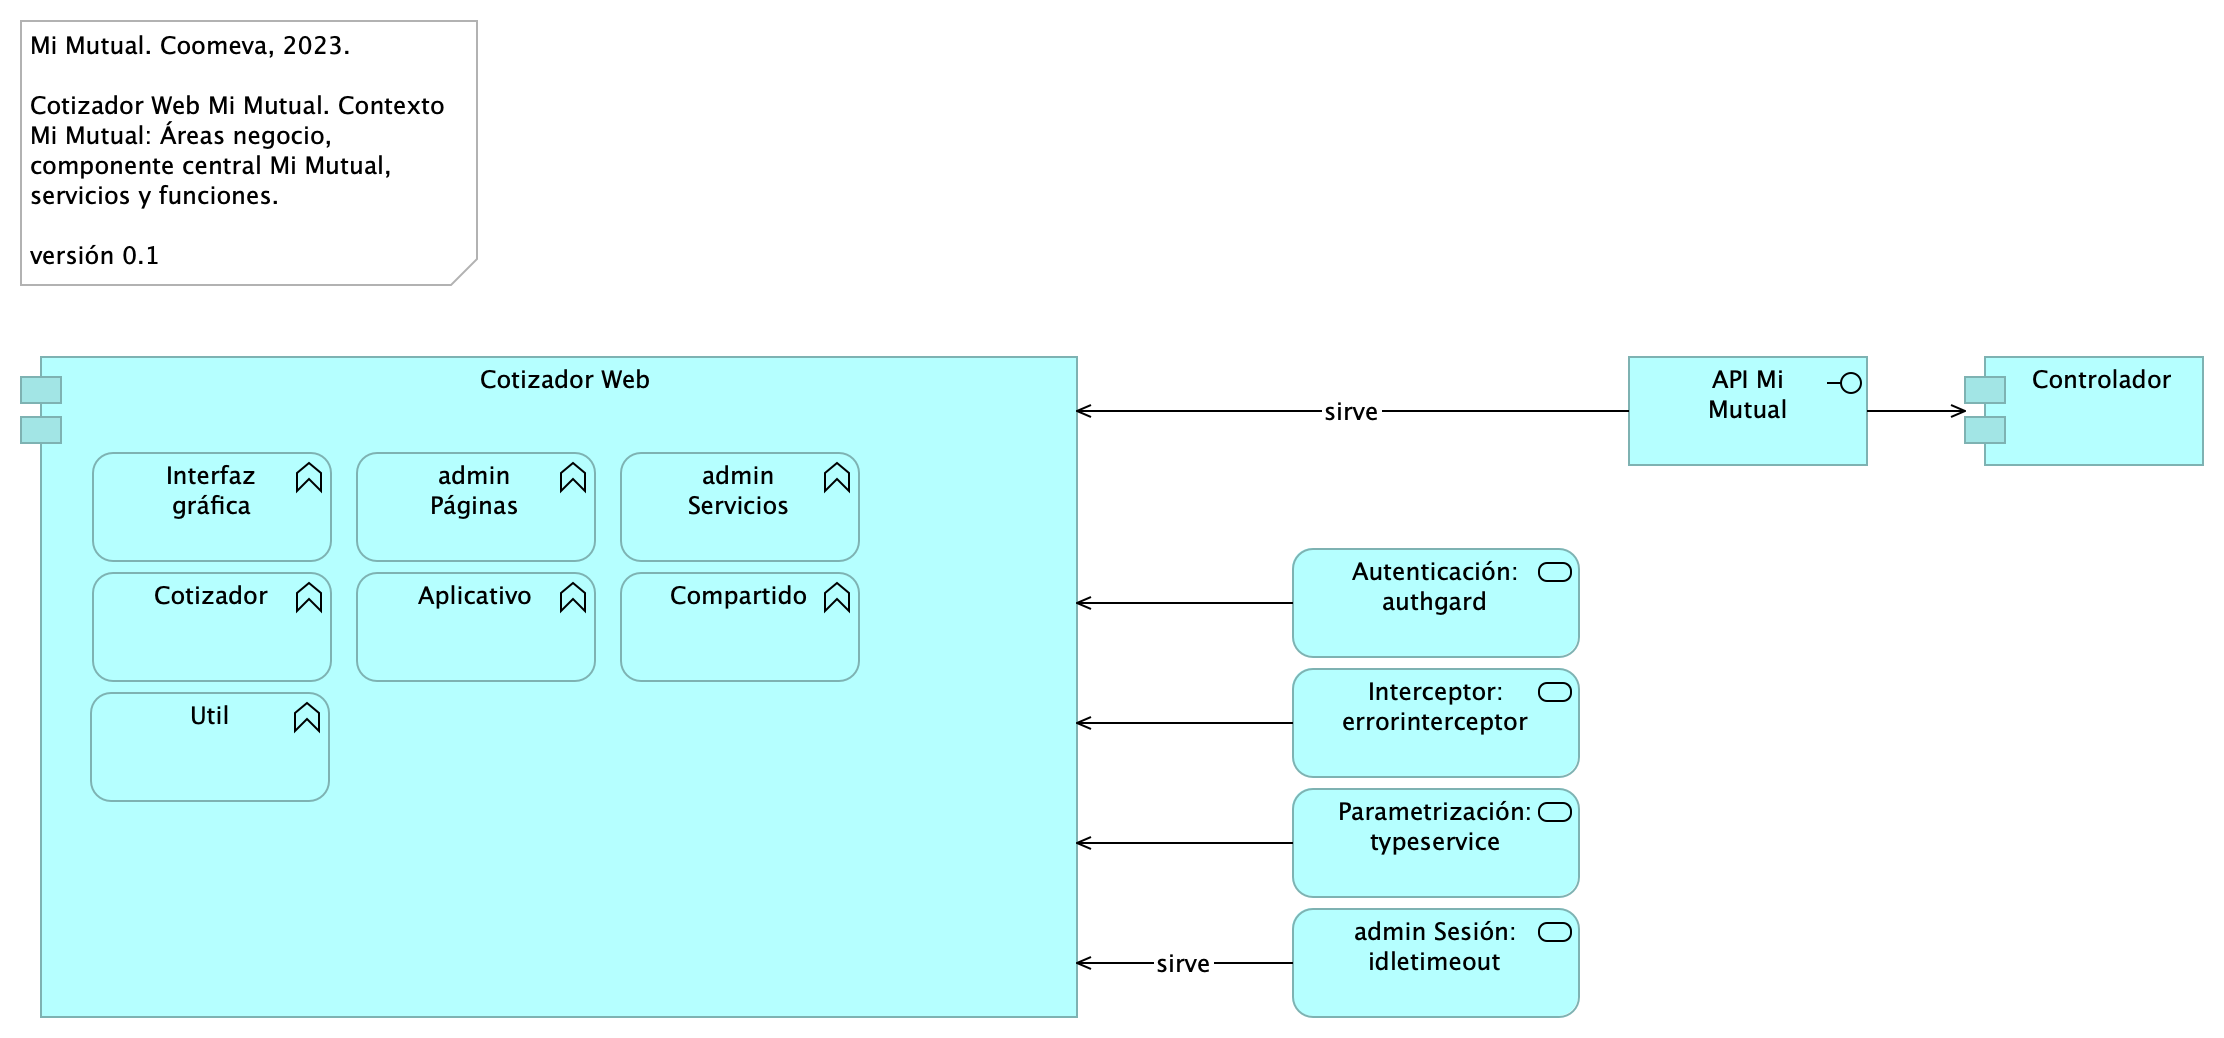 Mi Mutual. Coomeva, 2023.
Cotizador Web Mi Mutual. Contexto
Mi Mutual: Áreas negocio,
componente central Mi Mutual,
servicios y funciones.
versión 0.1
Cotizador Web
Interfaz
gráfica
admin
Páginas
admin
Servicios
Cotizador
Aplicativo
Compartido
Util
sirve
API Mi
Mutual
Controlador
Autenticación:
authgard
Interceptor:
errorinterceptor
Parametrización:
typeservice
sirve
admin Sesión:
idletimeout